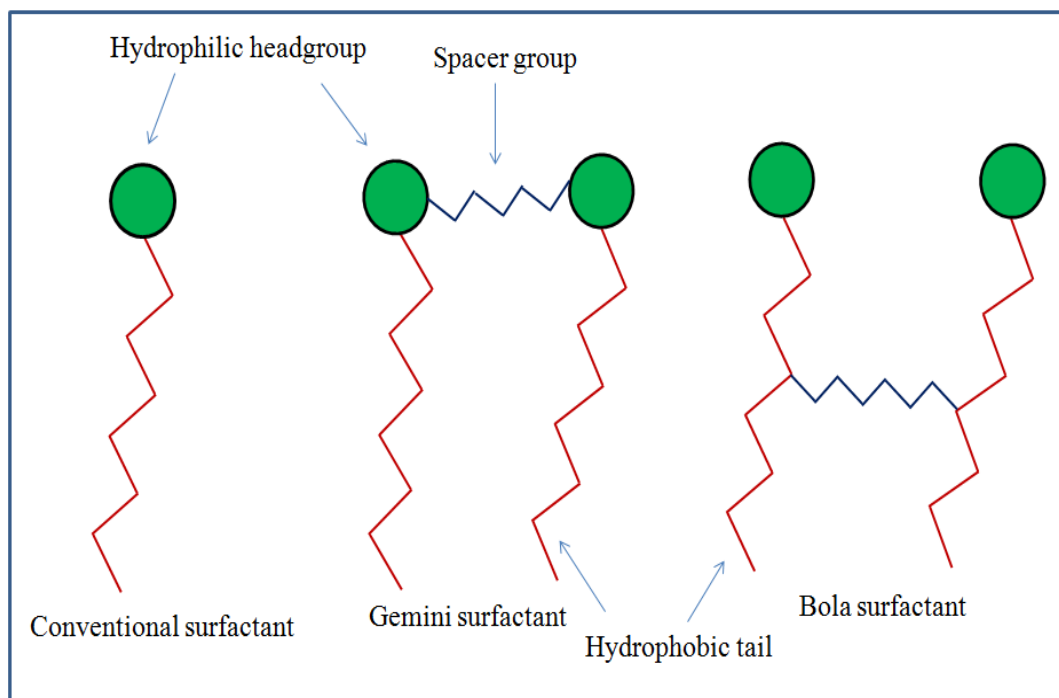 Hydrophilic headgroup
Spacer group
Conventional surfactant
Gemini surfactant
Bola surfactant
Hydrophobic tail